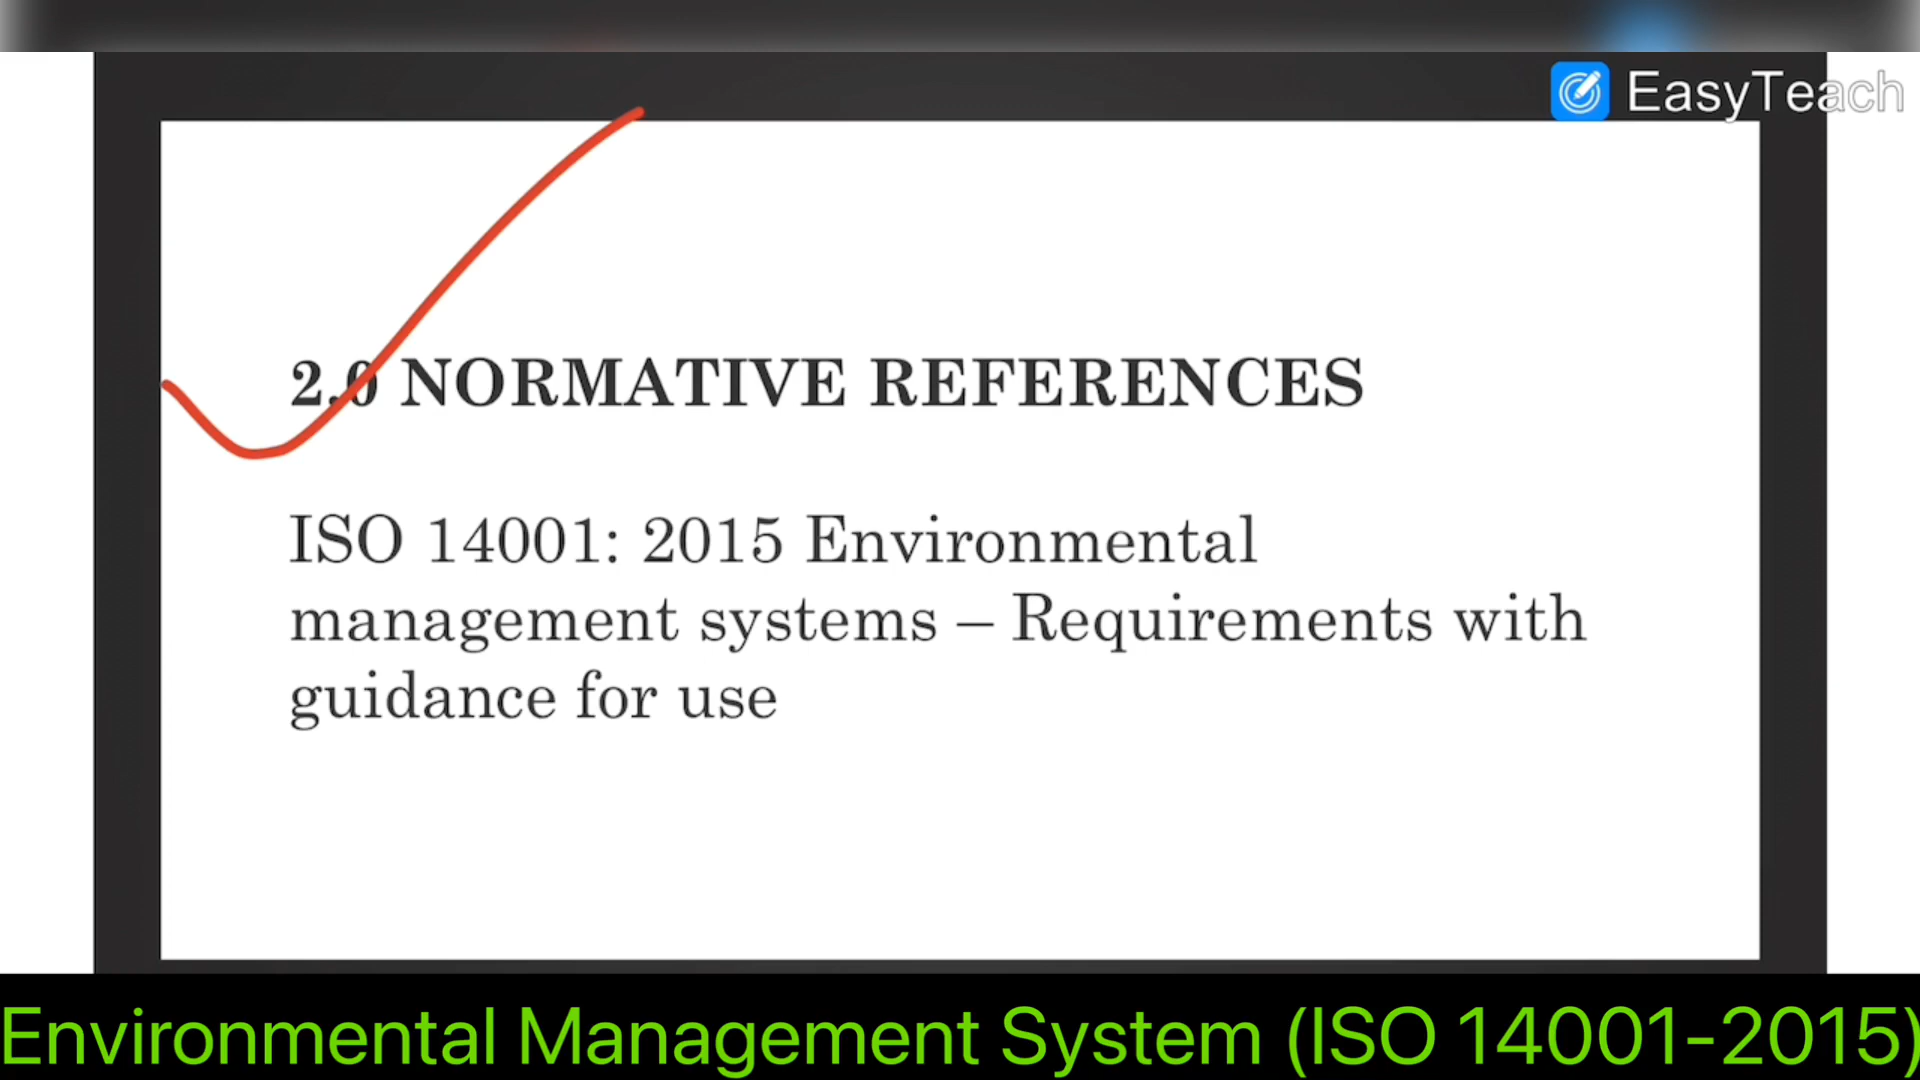 EasyTeach
2.0 NORMATIVE REFERENCES
ISO 14001: 2015 Environmental
management systems – Requirements with
guidance for use
Environmental Management System (ISO 14001-2015)